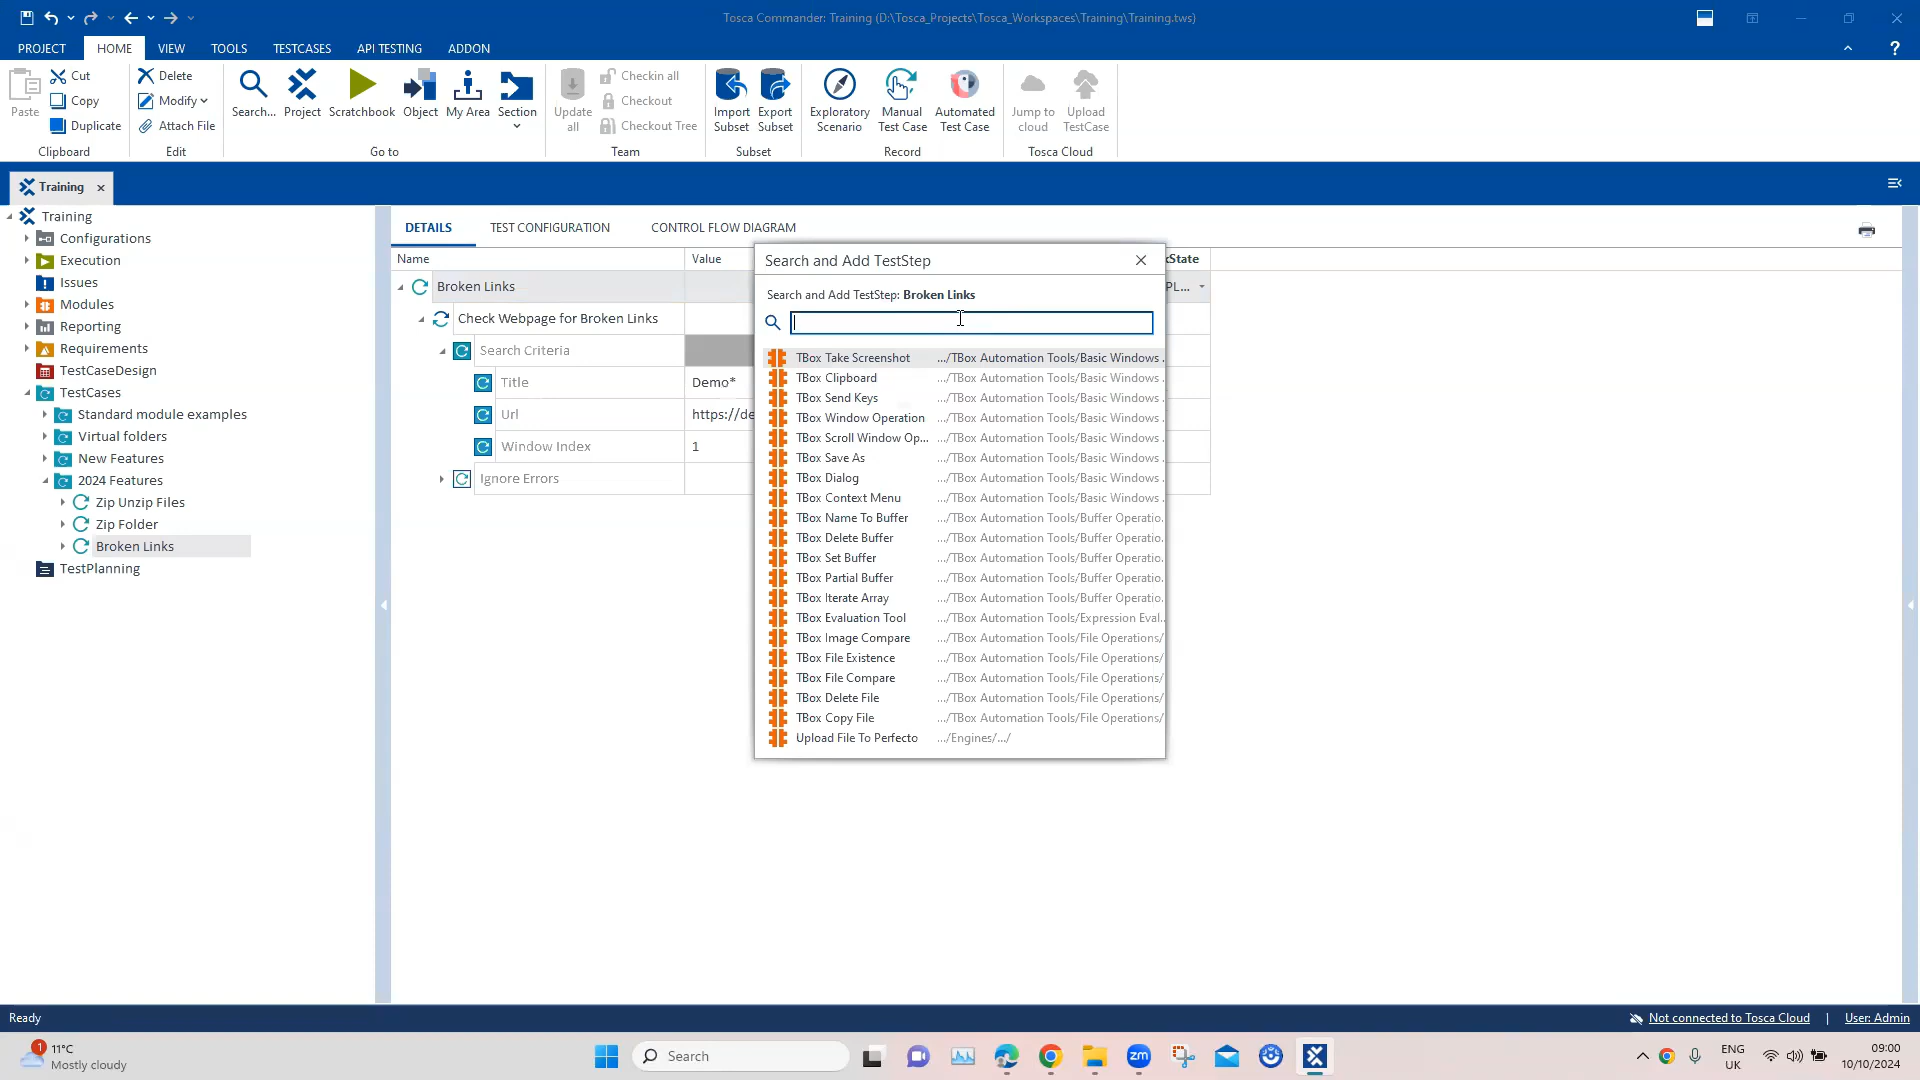 Tosca Commander: Training (D:\Tosca_Projects\Tosca_Workspaces\Training\Training.tws)
PROJECT HOME VIEW TOOLS TESTCASES API TESTING ADDON
Paste
Cut
Copy
Duplicate
Clipboard
Delete
Modify
Attach File
Edit
Search...
Project
Scratchbook
Object
My Area
Section
Go to
Update all
Checkin all
Checkout
Checkout Tree
Team
Import Subset
Export Subset
Subset
Exploratory Scenario
Manual Test Case
Automated Test Case
Record
Jump to cloud
Upload TestCase
Tosca Cloud
Training
Training
Configurations
Execution
Issues
Modules
Reporting
Requirements
TestCaseDesign
TestCases
Standard module examples
Virtual folders
New Features
2024 Features
Zip Unzip Files
Zip Folder
Broken Links
TestPlanning
DETAILS TEST CONFIGURATION CONTROL FLOW DIAGRAM
Name Value kState
Broken Links PL...
Check Webpage for Broken Links
Search Criteria
Title Demo*
Url https://de
Window Index 1
Ignore Errors
Search and Add TestStep
Search and Add TestStep: Broken Links
TBox Take Screenshot .../TBox Automation Tools/Basic Windows .
TBox Clipboard .../TBox Automation Tools/Basic Windows .
TBox Send Keys .../TBox Automation Tools/Basic Windows .
TBox Window Operation .../TBox Automation Tools/Basic Windows .
TBox Scroll Window Op... .../TBox Automation Tools/Basic Windows .
TBox Save As .../TBox Automation Tools/Basic Windows .
TBox Dialog .../TBox Automation Tools/Basic Windows .
TBox Context Menu .../TBox Automation Tools/Basic Windows .
TBox Name To Buffer .../TBox Automation Tools/Buffer Operatio.
TBox Delete Buffer .../TBox Automation Tools/Buffer Operatio.
TBox Set Buffer .../TBox Automation Tools/Buffer Operatio.
TBox Partial Buffer .../TBox Automation Tools/Buffer Operatio.
TBox Iterate Array .../TBox Automation Tools/Buffer Operatio.
TBox Evaluation Tool .../TBox Automation Tools/Expression Eval..
TBox Image Compare .../TBox Automation Tools/File Operations/
TBox File Existence .../TBox Automation Tools/File Operations/
TBox File Compare .../TBox Automation Tools/File Operations/
TBox Delete File .../TBox Automation Tools/File Operations/
TBox Copy File .../TBox Automation Tools/File Operations/
Upload File To Perfecto .../Engines/.../
Ready
Not connected to Tosca Cloud | User: Admin
1
11°C
Mostly cloudy
Search
zm
ENG
UK
09:00
10/10/2024